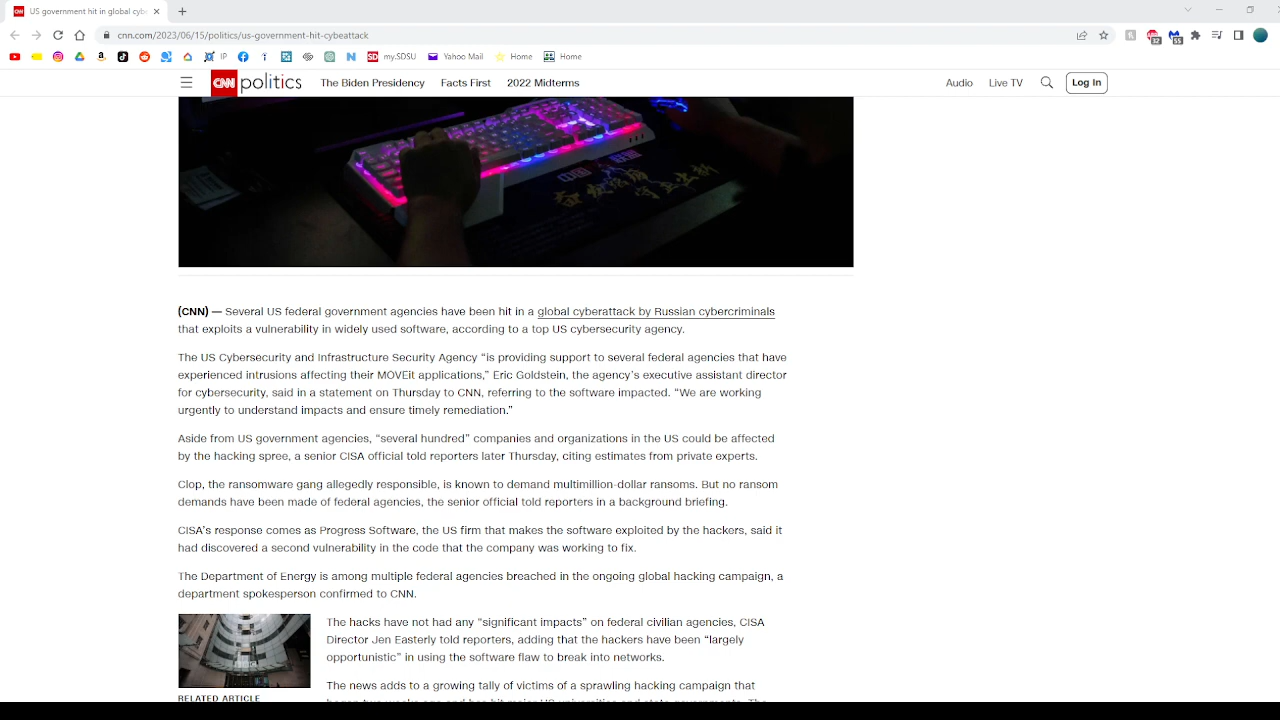 US government hit in global cybe
cnn.com/2023/06/15/politics/us-government-hit-cyberattack
IP
my.SDSU
Yahoo Mail
Home
Home
CNN politics
The Biden Presidency
Facts First
2022 Midterms
Audio
Live TV
Log In
(CNN) — Several US federal government agencies have been hit in a global cyberattack by Russian cybercriminals
that exploits a vulnerability in widely used software, according to a top US cybersecurity agency.
The US Cybersecurity and Infrastructure Security Agency “is providing support to several federal agencies that have
experienced intrusions affecting their MOVEit applications,” Eric Goldstein, the agency’s executive assistant director
for cybersecurity, said in a statement on Thursday to CNN, referring to the software impacted. “We are working
urgently to understand impacts and ensure timely remediation.”
Aside from US government agencies, “several hundred” companies and organizations in the US could be affected
by the hacking spree, a senior CISA official told reporters later Thursday, citing estimates from private experts.
Clop, the ransomware gang allegedly responsible, is known to demand multimillion-dollar ransoms. But no ransom
demands have been made of federal agencies, the senior official told reporters in a background briefing.
CISA’s response comes as Progress Software, the US firm that makes the software exploited by the hackers, said it
had discovered a second vulnerability in the code that the company was working to fix.
The Department of Energy is among multiple federal agencies breached in the ongoing global hacking campaign, a
department spokesperson confirmed to CNN.
The hacks have not had any “significant impacts” on federal civilian agencies, CISA
Director Jen Easterly told reporters, adding that the hackers have been “largely
opportunistic” in using the software flaw to break into networks.
RELATED ARTICLE
The news adds to a growing tally of victims of a sprawling hacking campaign that